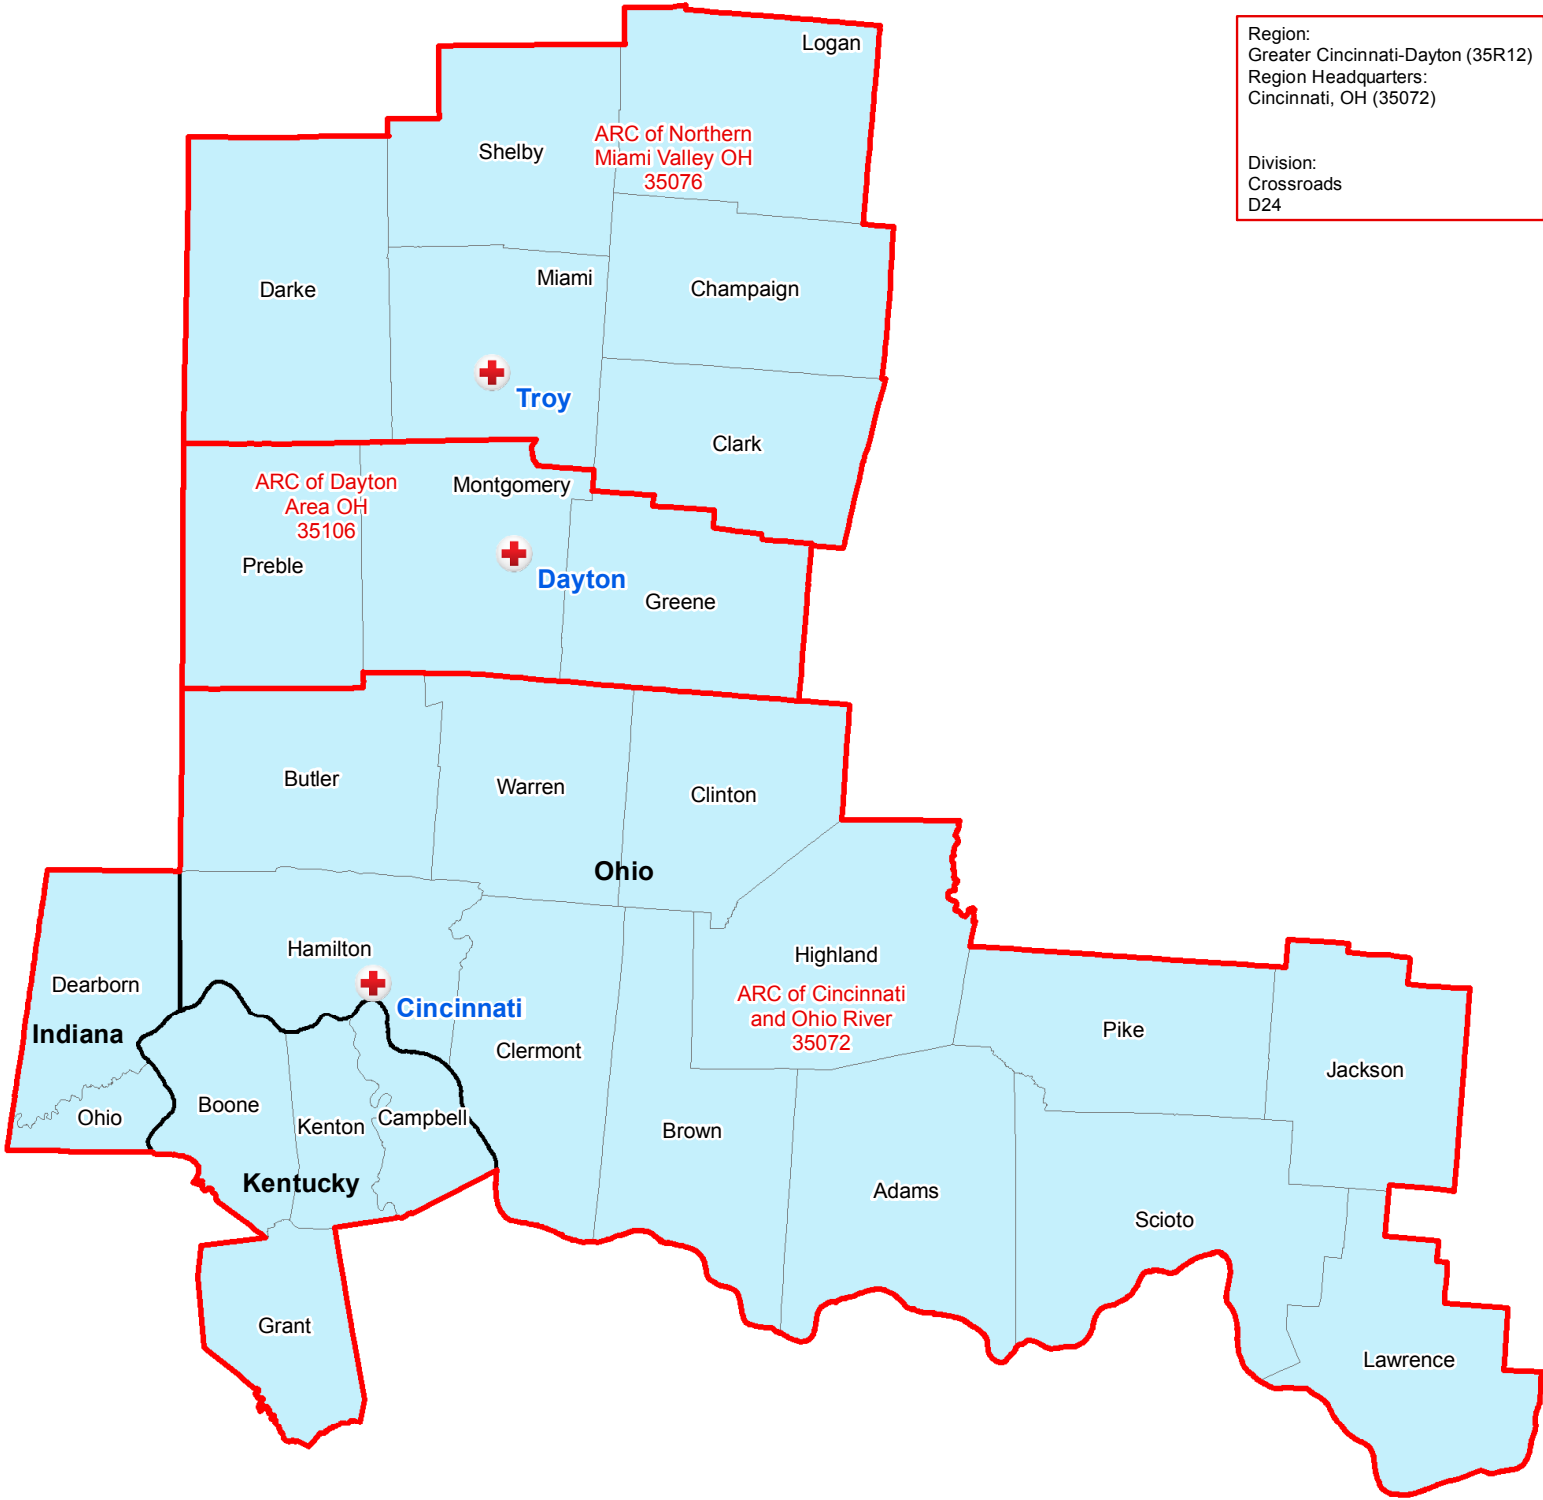 Region:
Greater Cincinnati-Dayton (35R12)
Region Headquarters:
Cincinnati, OH (35072)
Division:
Crossroads
D24
Logan
Shelby
ARC of Northern
Miami Valley OH
35076
Darke
Miami
Champaign
Troy
Clark
ARC of Dayton
Area OH
35106
Montgomery
Preble
Dayton
Greene
Butler
Warren
Clinton
Ohio
Hamilton
Highland
Dearborn
ARC of Cincinnati
and Ohio River
35072
Cincinnati
Indiana
Clermont
Pike
Jackson
Boone
Ohio
Kenton
Campbell
Brown
Kentucky
Adams
Scioto
Grant
Lawrence